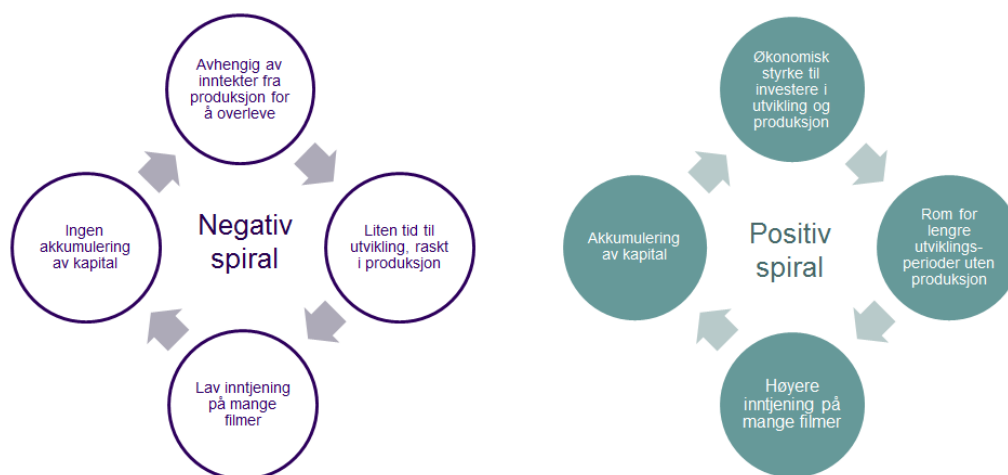 Avhengig av
inntekter fra
produksjon for
å overleve
Liten tid til
utvikling, raskt
i produksjon
Lav inntjening
på mange
filmer
Ingen
akkumulering
av kapital
Negativ
spiral
Økonomisk
styrke til
investere i
utvikling og
produksjon
Rom for
lengre
utviklings-
perioder uten
produksjon
Høyere
inntjening på
mange filmer
Akkumulering
av kapital
Positiv
spiral